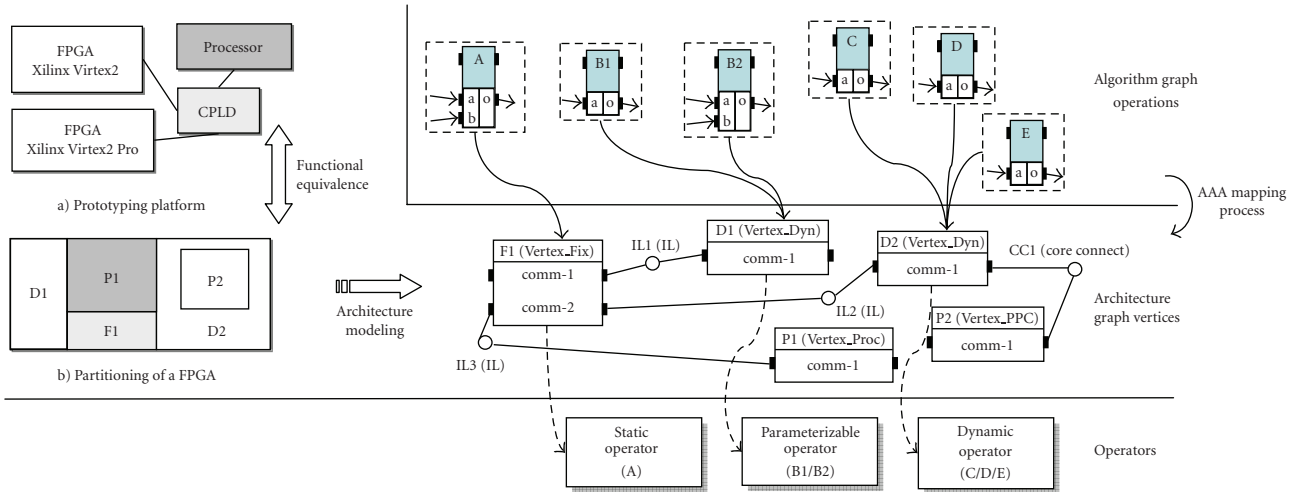 FPGA
Xilinx Virtex2
Processor
CPLD
FPGA
Xilinx Virtex2 Pro
a) Prototyping platform
Functional
equivalence
D1
P1
F1
P2
D2
b) Partitioning of a FPGA
Architecture
modeling
A
a o
b
B1
a o
B2
a o
b
C
a o
D
a o
E
a o
Algorithm graph
operations
AAA mapping
process
F1 (Vertex_Fix)
comm-1
comm-2
IL1 (IL)
D1 (Vertex_Dyn)
comm-1
D2 (Vertex_Dyn)
comm-1
CC1 (core connect)
IL2 (IL)
IL3 (IL)
P1 (Vertex_Proc)
comm-1
P2 (Vertex_PPC)
comm-1
Architecture
graph vertices
Static
operator
(A)
Parameterizable
operator
(B1/B2)
Dynamic
operator
(C/D/E)
Operators